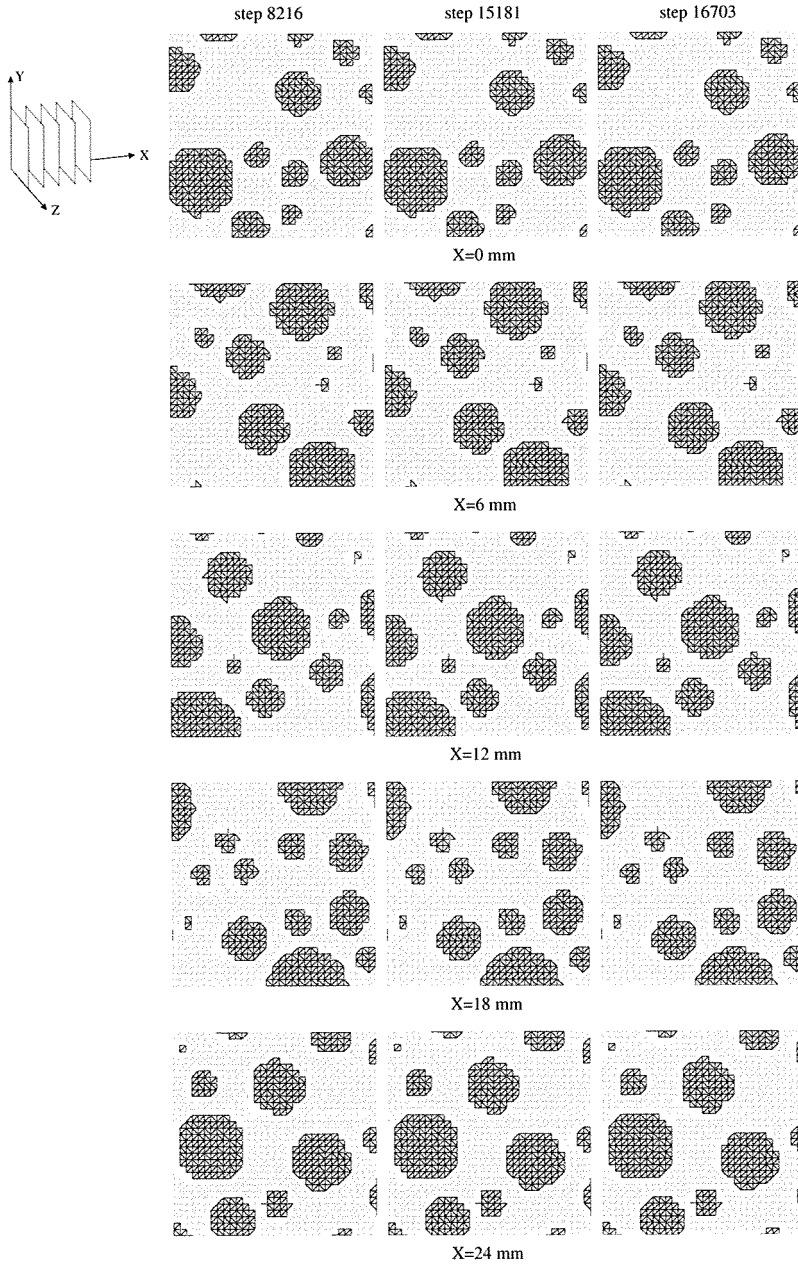 step 8216
step 15181
step 16703
Y
X
Z
X=0 mm
X=6 mm
X=12 mm
X=18 mm
X=24 mm